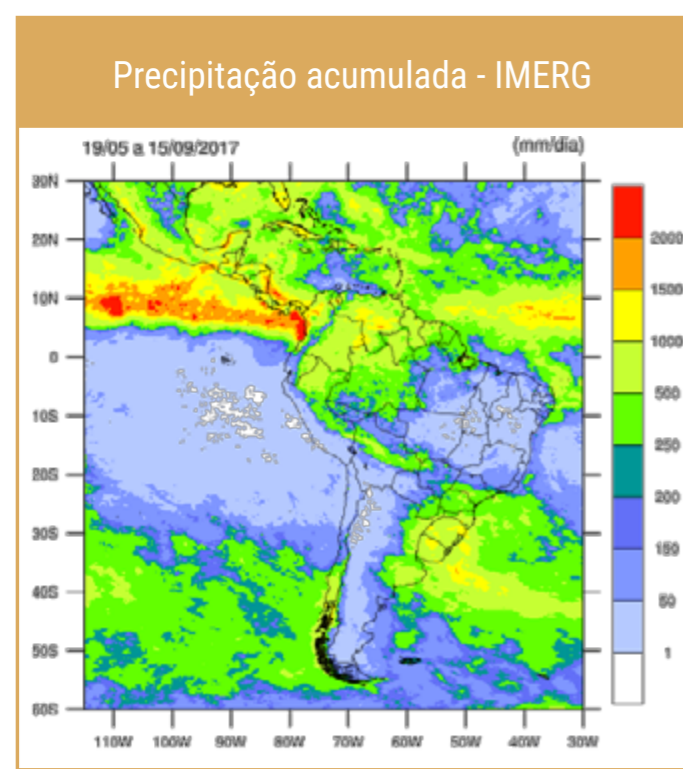 Precipitação acumulada - IMERG
19/05 a 15/09/2017 (mm/dia)
30N
20N
10N
0
10S
20S
30S
40S
50S
60S
110W 100W 90W 80W 70W 60W 50W 40W 30W
2000
1500
1000
500
250
200
150
50
1